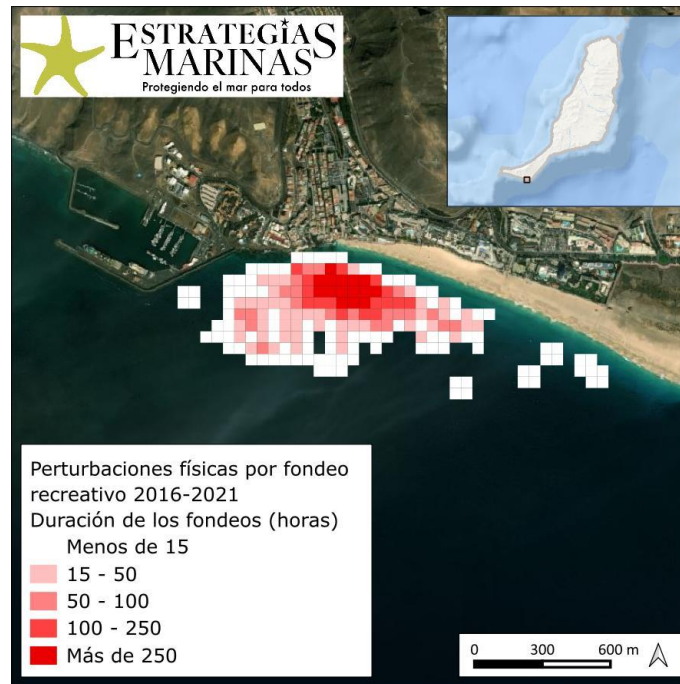 ESTRATEGIAS
MARINAS
Protegiendo el mar para todos
Perturbaciones físicas por fondeo
recreativo 2016-2021
Duración de los fondeos (horas)
Menos de 15
15 - 50
50 - 100
100 - 250
Más de 250
0 300 600 m